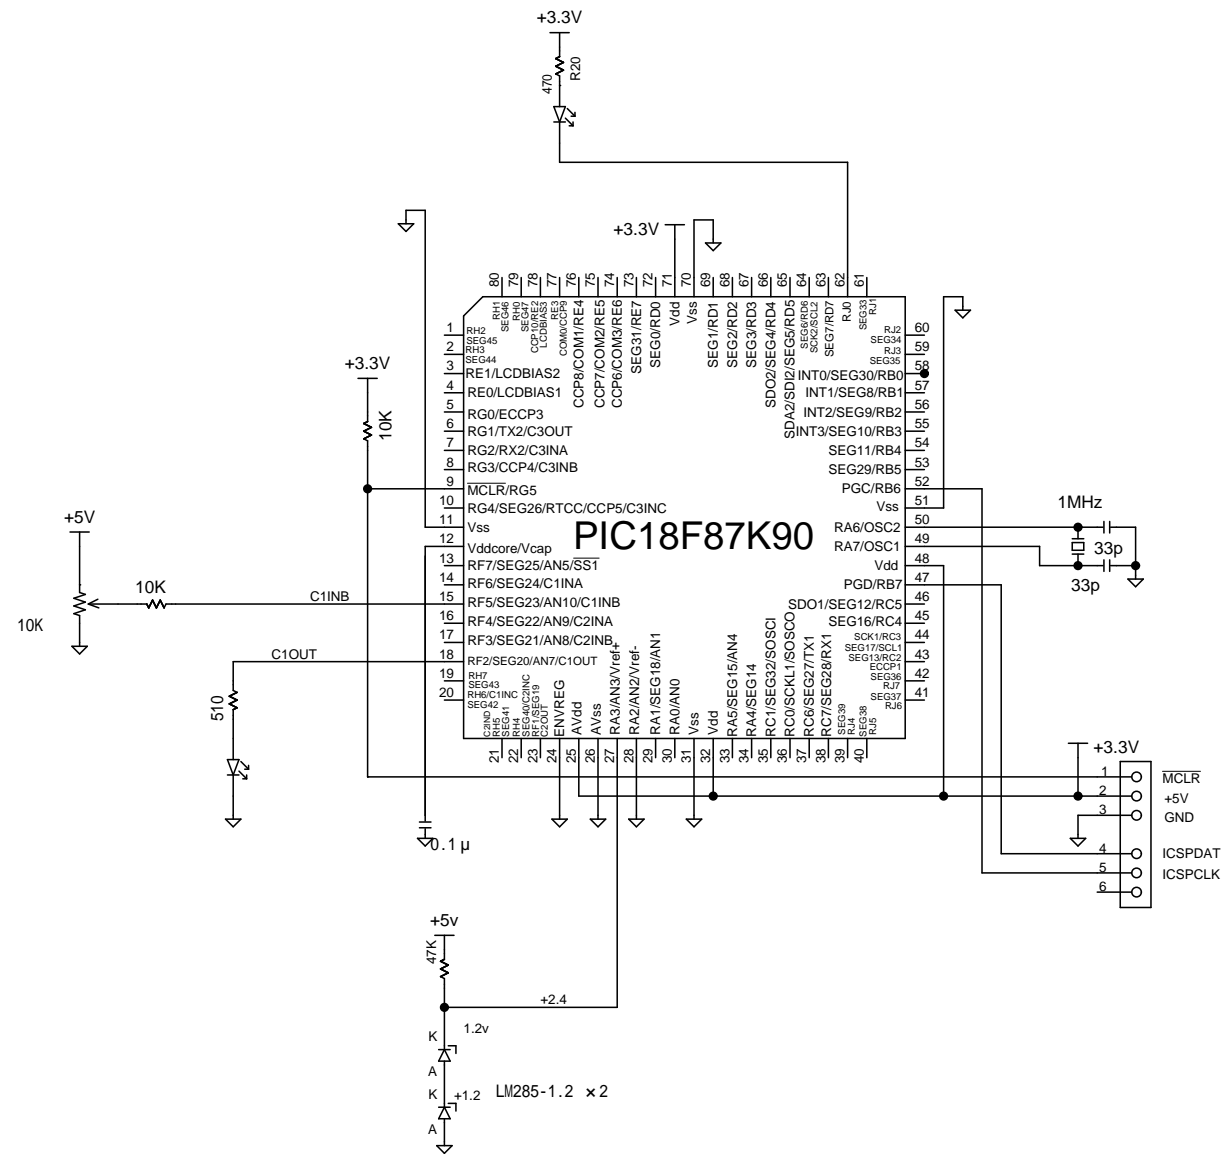 +3.3V
470
R20
+3.3V
80
79
78
77
76
75
74
73
72
71
70
69
68
67
66
65
64
63
62
61
RH1
SEG46
RH0
SEG47
CCP10/RE2
LCDBIAS3
RE3
COM0/CCP9
CCP8/COM1/RE4
CCP7/COM2/RE5
CCP6/COM3/RE6
SEG31/RE7
SEG0/RD0
Vdd
Vss
SEG1/RD1
SEG2/RD2
SEG3/RD3
SDO2/SEG4/RD4
SDA2/SDI2/SEG5/RD5
SEG6/RD6
SCK2/SCL2
SEG7/RD7
RJ0
SEG33
RJ1
1 RH2
SEG45
2 RH3
SEG44
3 RE1/LCDBIAS2
4 RE0/LCDBIAS1
5 RG0/ECCP3
6 RG1/TX2/C3OUT
7 RG2/RX2/C3INA
8 RG3/CCP4/C3INB
9 MCLR/RG5
10 RG4/SEG26/RTCC/CCP5/C3INC
11 Vss
12 Vddcore/Vcap
13 RF7/SEG25/AN5/SS1
14 RF6/SEG24/C1INA
15 RF5/SEG23/AN10/C1INB
16 RF4/SEG22/AN9/C2INA
17 RF3/SEG21/AN8/C2INB
18 RF2/SEG20/AN7/C1OUT
19 RH7
SEG43
20 RH6/C1INC
SEG42
PIC18F87K90
RJ2 60
SEG34
RJ3 59
SEG35
INT0/SEG30/RB0 58
INT1/SEG8/RB1 57
INT2/SEG9/RB2 56
INT3/SEG10/RB3 55
SEG11/RB4 54
SEG29/RB5 53
PGC/RB6 52
Vss 51
RA6/OSC2 50
RA7/OSC1 49
Vdd 48
PGD/RB7 47
SDO1/SEG12/RC5 46
SEG16/RC4 45
SCK1/RC3 44
SEG17/SCL1
SEG13/RC2 43
ECCP1
SEG36 42
RJ7
SEG37 41
RJ6
+3.3V
10K
+5V
10K
10K
C1INB
C1OUT
510
1MHz
33p
33p
C2IND
RH5
SEG41
RH4
SEG40/C2INC
RF1/SEG19
C2OUT
ENVREG
AVdd
AVss
RA3/AN3/Vref+
RA2/AN2/Vref-
RA1/SEG18/AN1
RA0/AN0
Vss
Vdd
RA5/SEG15/AN4
RA4/SEG14
RC1/SEG32/SOSCI
RC0/SCKL1/SOSCO
RC6/SEG27/TX1
RC7/SEG28/RX1
SEG39
RJ4
SEG38
RJ5
21
22
23
24
25
26
27
28
29
30
31
32
33
34
35
36
37
38
39
40
0.1μ
+3.3V
1 MCLR
2 +5V
3 GND
4 ICSPDAT
5 ICSPCLK
6
+5v
47K
+2.4
K 1.2v
A
K +1.2
A
LM285-1.2 ×2